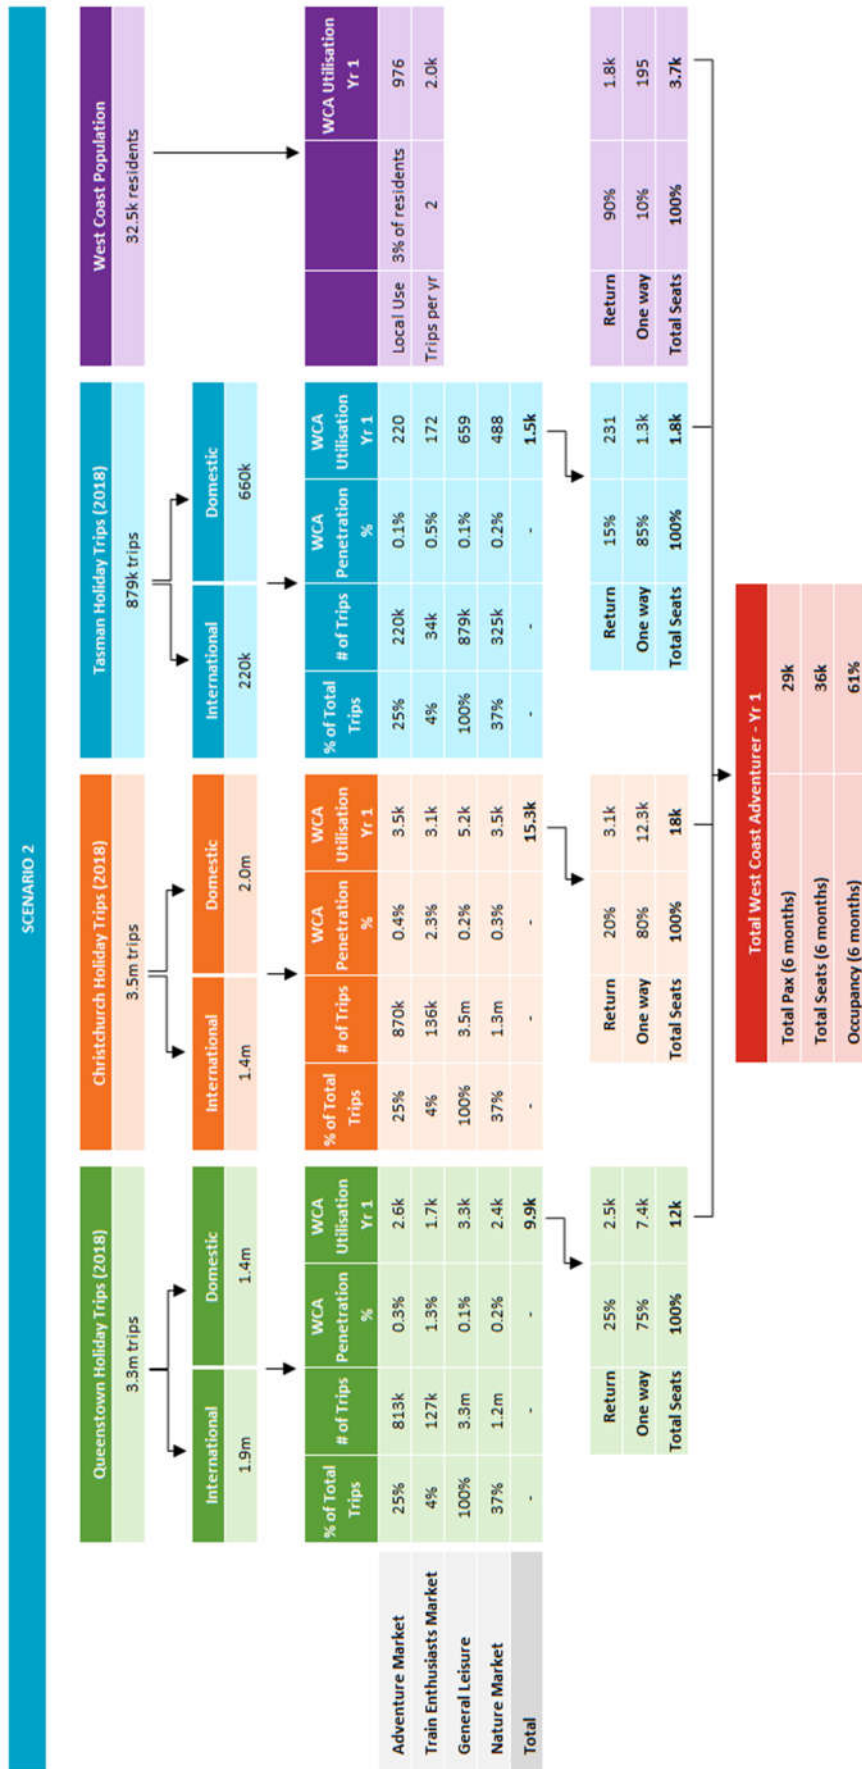 SCENARIO 2
Queenstown Holiday Trips (2018)
3.3m trips
International Domestic
1.9m 1.4m
% of Total Trips # of Trips WCA Penetration % WCA Utilisation Yr 1
Adventure Market 25% 813k 0.3% 2.6k
Train Enthusiasts Market 4% 127k 1.3% 1.7k
General Leisure 100% 3.3m 0.1% 3.3k
Nature Market 37% 1.2m 0.2% 2.4k
Total - - - 9.9k
Return 25% 2.5k
One way 75% 7.4k
Total Seats 100% 12k
Christchurch Holiday Trips (2018)
3.5m trips
International Domestic
1.4m 2.0m
% of Total Trips # of Trips WCA Penetration % WCA Utilisation Yr 1
25% 870k 0.4% 3.5k
4% 136k 2.3% 3.1k
100% 3.5m 0.2% 5.2k
37% 1.3m 0.3% 3.5k
- - - 15.3k
Return 20% 3.1k
One way 80% 12.3k
Total Seats 100% 18k
Tasman Holiday Trips (2018)
879k trips
International Domestic
220k 660k
% of Total Trips # of Trips WCA Penetration % WCA Utilisation Yr 1
25% 220k 0.1% 220
4% 34k 0.5% 172
100% 879k 0.1% 659
37% 325k 0.2% 488
- - - 1.5k
Return 15% 231
One way 85% 1.3k
Total Seats 100% 1.8k
West Coast Population
32.5k residents
WCA Utilisation Yr 1
Local Use 3% of residents 976
Trips per yr 2 2.0k
Return 90% 1.8k
One way 10% 195
Total Seats 100% 3.7k
Total West Coast Adventurer - Yr 1
Total Pax (6 months) 29k
Total Seats (6 months) 36k
Occupancy (6 months) 61%